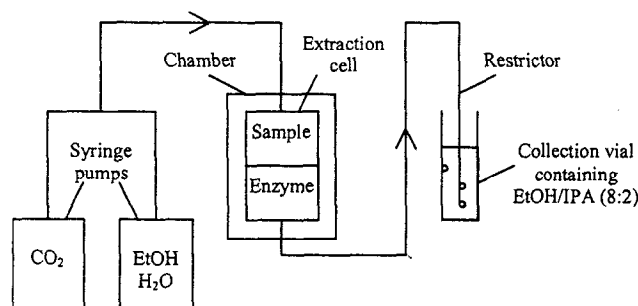 Chamber
Extraction
cell
Restrictor
Sample
Enzyme
Syringe
pumps
CO₂
EtOH
H₂O
Collection vial
containing
EtOH/IPA (8:2)